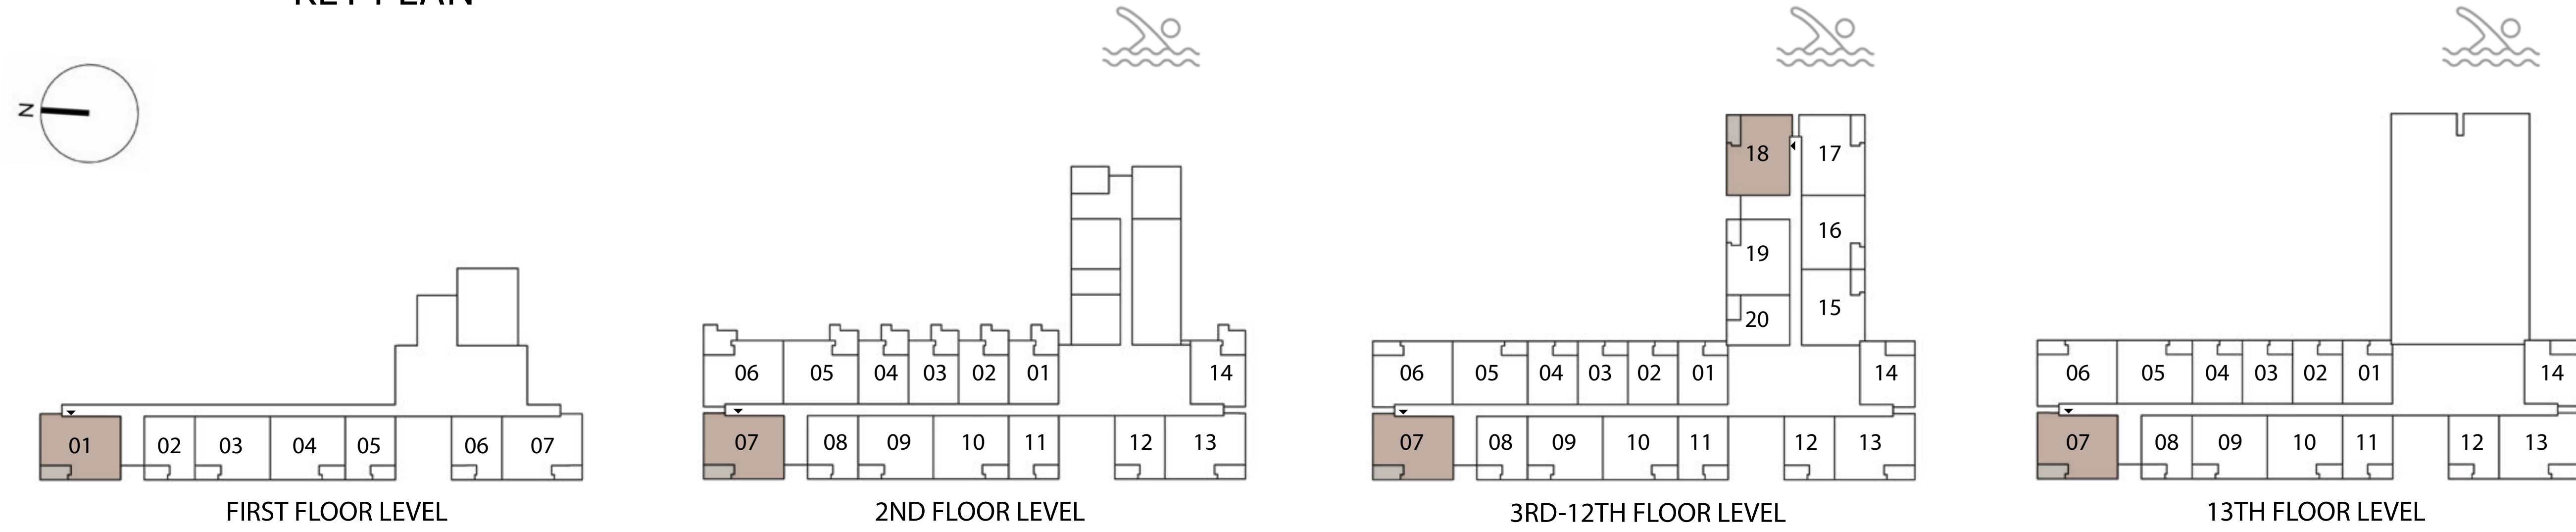 KEY PLAN
N
18 17
16
19
15
20
06 05 04 03 02 01 14
06 05 04 03 02 01 14
06 05 04 03 02 01 14
01 02 03 04 05 06 07
07 08 09 10 11 12 13
07 08 09 10 11 12 13
07 08 09 10 11 12 13
FIRST FLOOR LEVEL
2ND FLOOR LEVEL
3RD-12TH FLOOR LEVEL
13TH FLOOR LEVEL